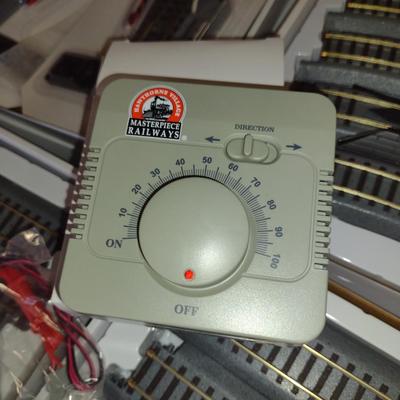 HAWTHORNE VILLAGE
MASTERPIECE
RAILWAYS
DIRECTION
10 20 30 40 50 60 70 80 90 100
ON
OFF